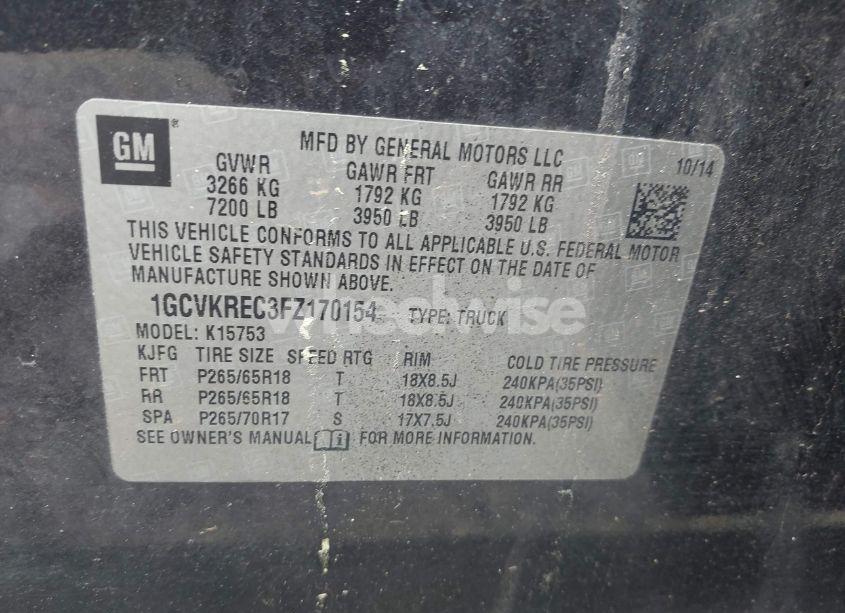 GM®
MFD BY GENERAL MOTORS LLC
10/14
GVWR GAWR FRT GAWR RR
3266 KG 1792 KG 1792 KG
7200 LB 3950 LB 3950 LB
THIS VEHICLE CONFORMS TO ALL APPLICABLE U.S. FEDERAL MOTOR
VEHICLE SAFETY STANDARDS IN EFFECT ON THE DATE OF
MANUFACTURE SHOWN ABOVE.
1GCVKREC3FZ170154 TYPE: TRUCK
MODEL: K15753
KJFG TIRE SIZE SPEED RTG RIM COLD TIRE PRESSURE
FRT P265/65R18 T 18X8.5J 240KPA(35PSI)
RR P265/65R18 T 18X8.5J 240KPA(35PSI)
SPA P265/70R17 S 17X7.5J 240KPA(35PSI)
SEE OWNER'S MANUAL i FOR MORE INFORMATION.